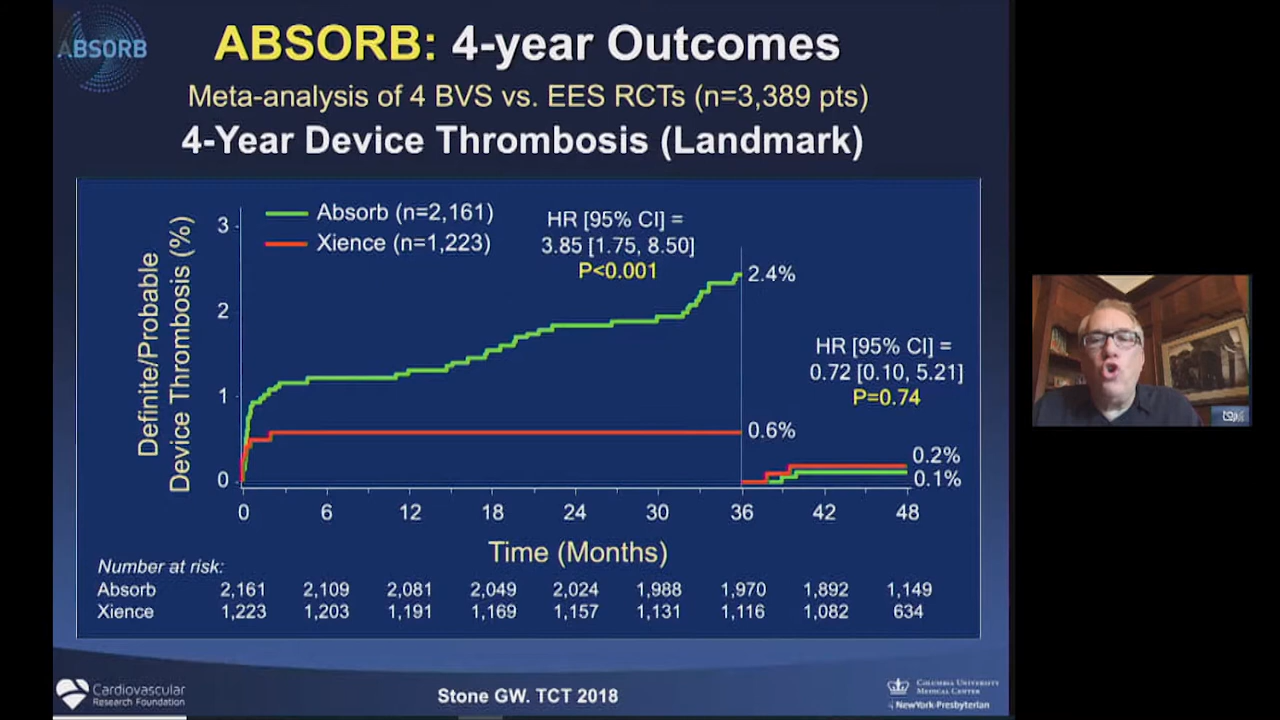 ABSORB
ABSORB: 4-year Outcomes
Meta-analysis of 4 BVS vs. EES RCTs (n=3,389 pts)
4-Year Device Thrombosis (Landmark)
Definite/Probable
Device Thrombosis (%)
3
2
1
0
Absorb (n=2,161)
Xience (n=1,223)
HR [95% CI] =
3.85 [1.75, 8.50]
P<0.001
2.4%
0.6%
HR [95% CI] =
0.72 [0.10, 5.21]
P=0.74
0.2%
0.1%
0 6 12 18 24 30 36 42 48
Time (Months)
Number at risk:
Absorb 2,161 2,109 2,081 2,049 2,024 1,988 1,970 1,892 1,149
Xience 1,223 1,203 1,191 1,169 1,157 1,131 1,116 1,082 634
Cardiovascular
Research Foundation
Stone GW. TCT 2018
COLUMBIA UNIVERSITY
MEDICAL CENTER
NewYork-Presbyterian